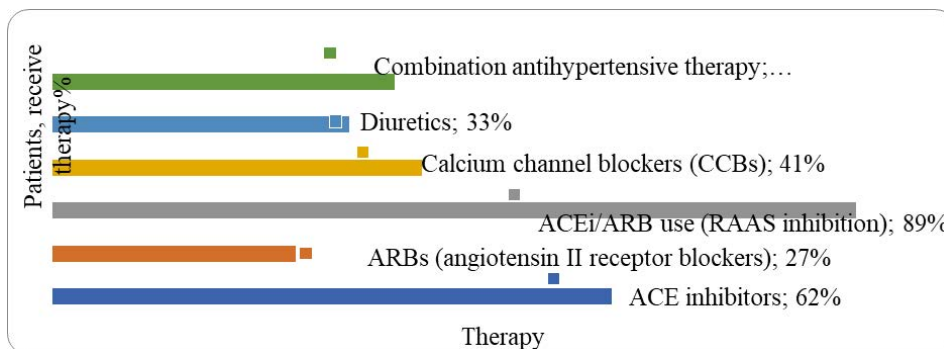 Patients, receive
therapy%
Combination antihypertensive therapy;…
Diuretics; 33%
Calcium channel blockers (CCBs); 41%
ACEi/ARB use (RAAS inhibition); 89%
ARBs (angiotensin II receptor blockers); 27%
ACE inhibitors; 62%
Therapy